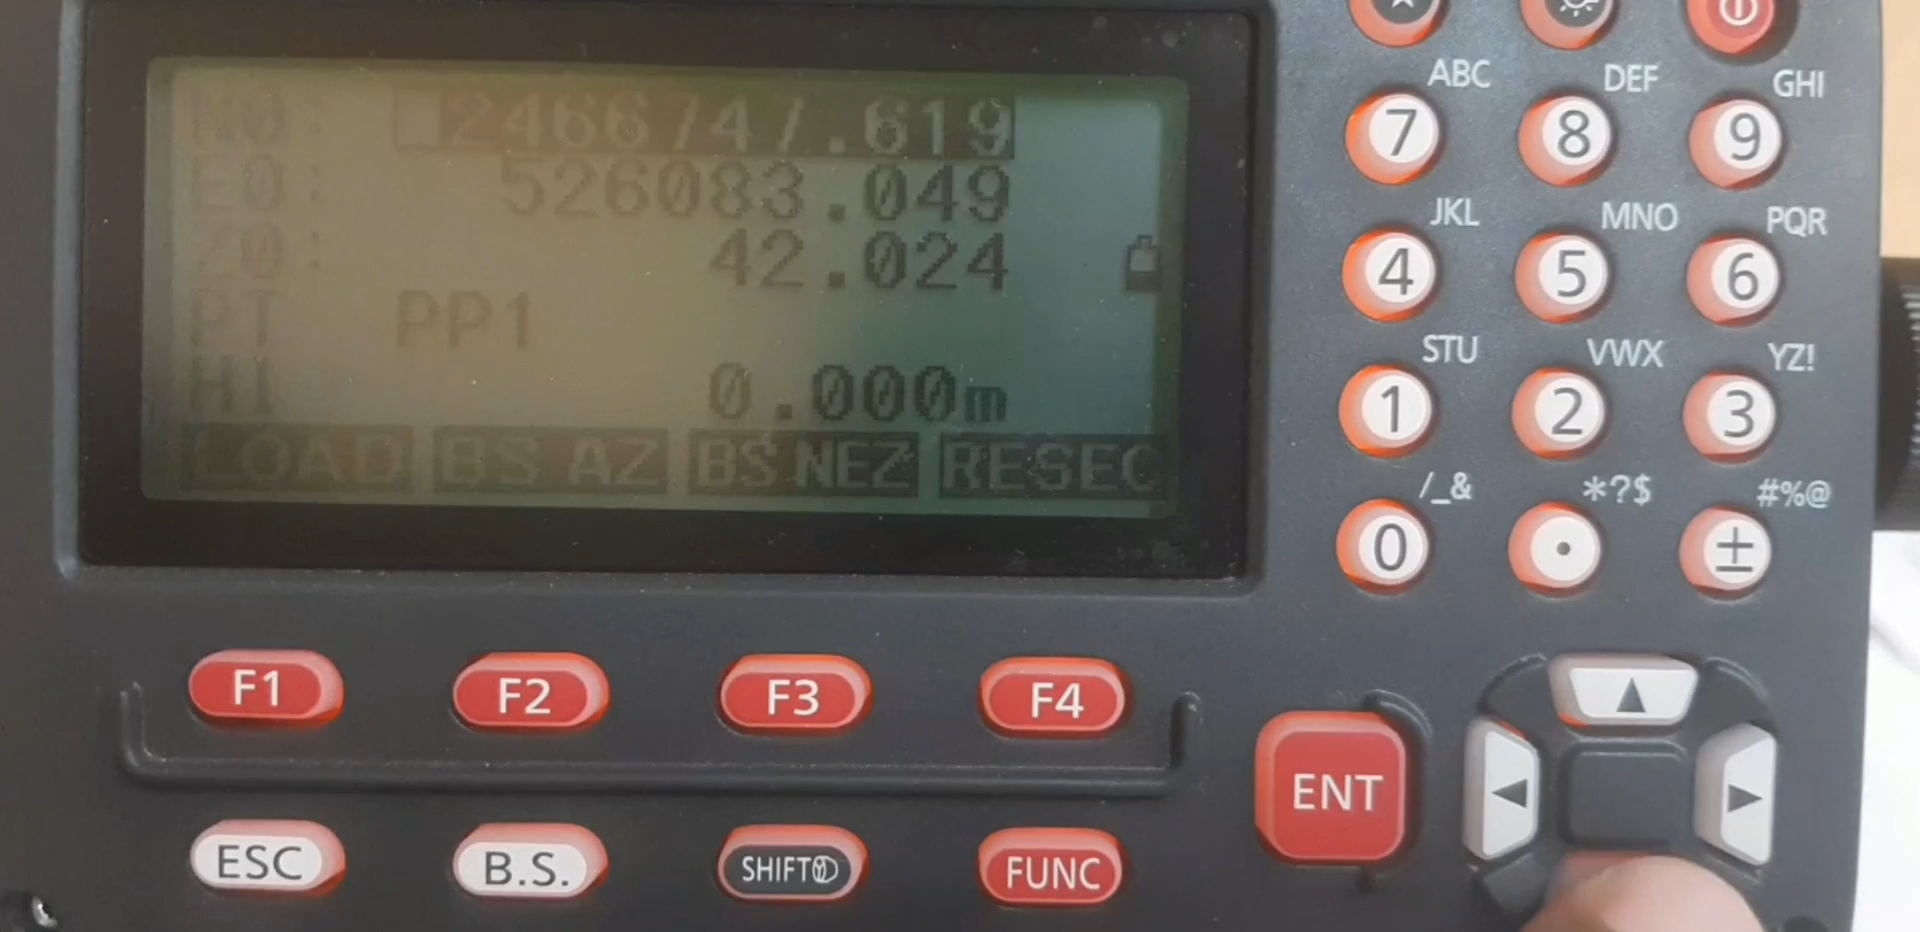 N0: 2466747.619
E0: 526083.049
Z0: 42.024
PT PP1
HI 0.000m
LOAD BS AZ BS NEZ RESEC
ABC DEF GHI
7 8 9
JKL MNO PQR
4 5 6
STU VWX YZ!
1 2 3
/_& *?$ #%@
0 . ±
F1 F2 F3 F4
ENT
ESC B.S. SHIFT FUNC